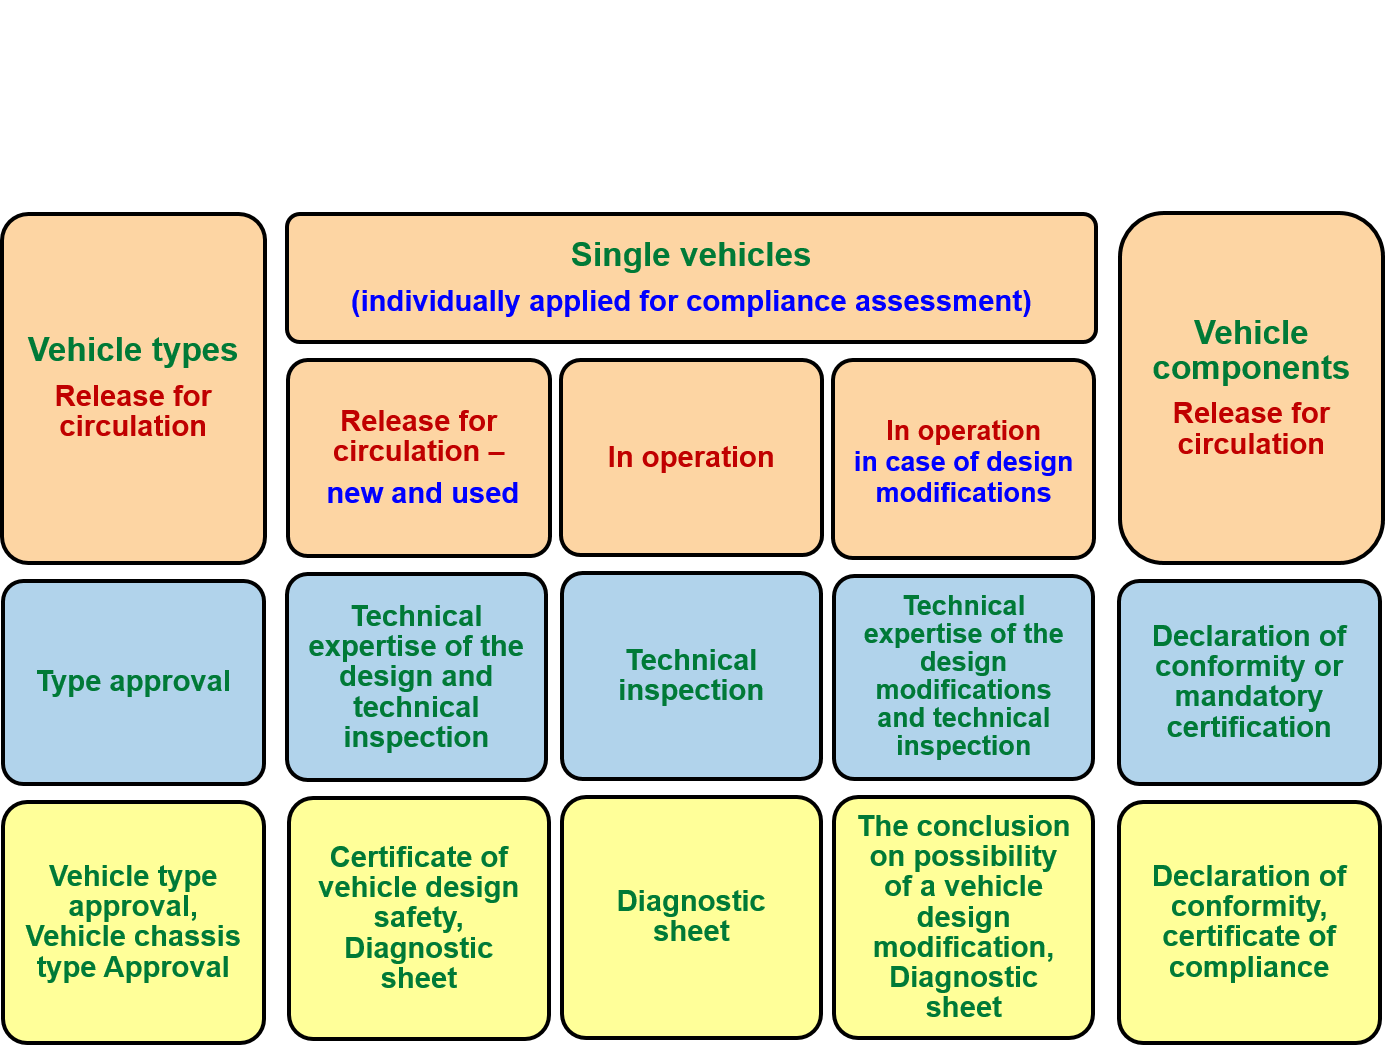 Vehicle types
Release for
circulation
Single vehicles
(individually applied for compliance assessment)
Release for
circulation –
new and used
In operation
In operation
in case of design
modifications
Vehicle
components
Release for
circulation
Type approval
Technical
expertise of the
design and
technical
inspection
Technical
inspection
Technical
expertise of the
design
modifications
and technical
inspection
Declaration of
conformity or
mandatory
certification
Vehicle type
approval,
Vehicle chassis
type Approval
Certificate of
vehicle design
safety,
Diagnostic
sheet
Diagnostic
sheet
The conclusion
on possibility
of a vehicle
design
modification,
Diagnostic
sheet
Declaration of
conformity,
certificate of
compliance